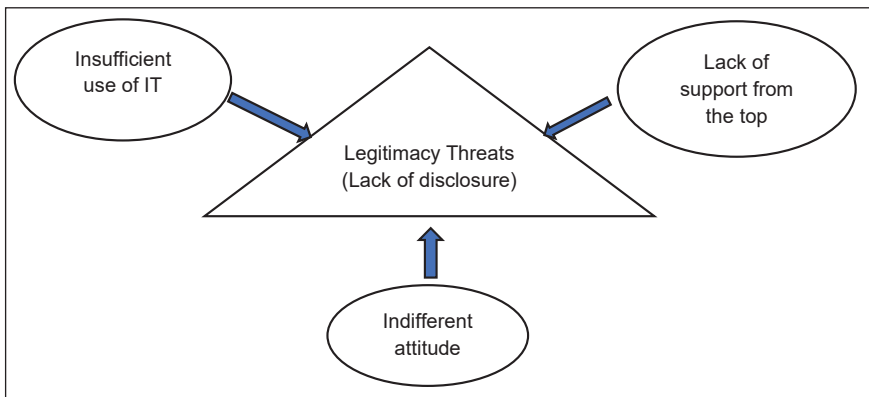 Insufficient
use of IT
Lack of
support from
the top
Legitimacy Threats
(Lack of disclosure)
Indifferent
attitude